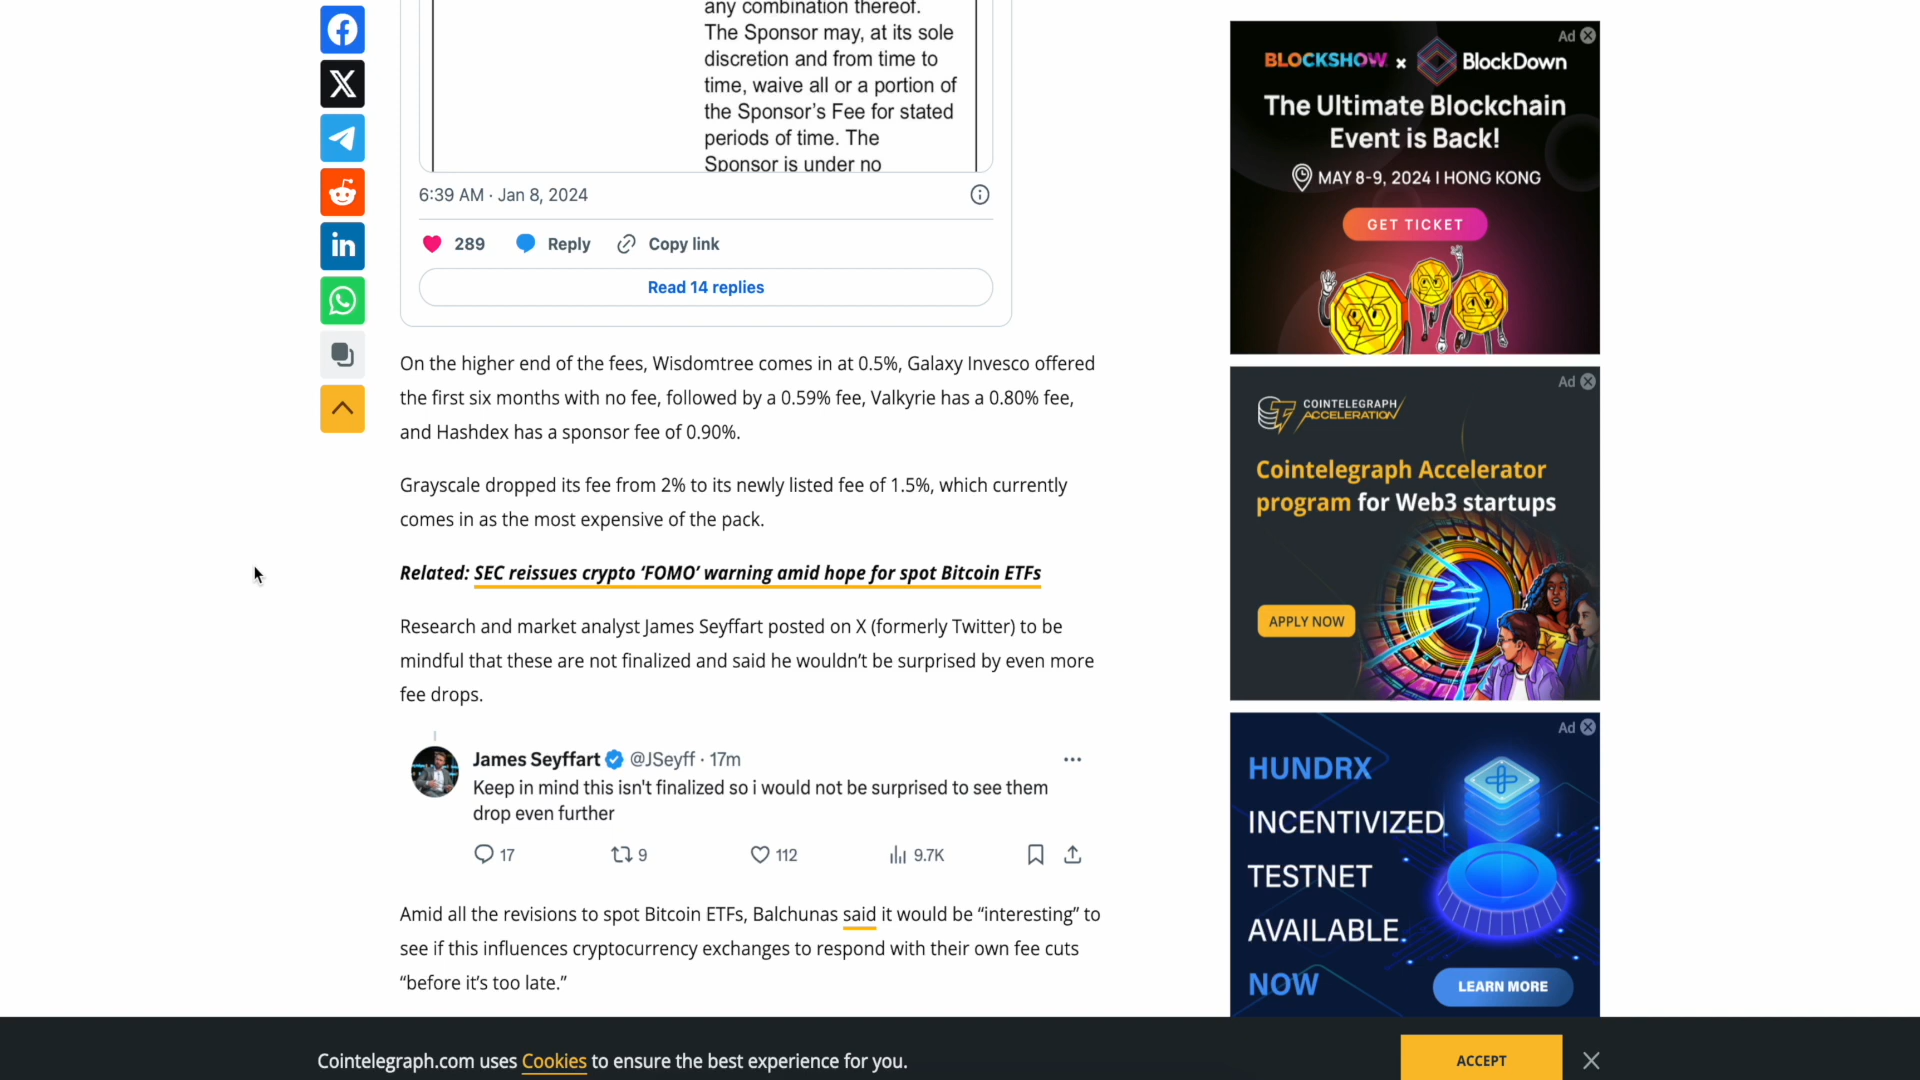 any combination thereof.
The Sponsor may, at its sole
discretion and from time to
time, waive all or a portion of
the Sponsor's Fee for stated
periods of time. The
Sponsor is under no
6:39 AM · Jan 8, 2024
289 Reply Copy link
Read 14 replies
On the higher end of the fees, Wisdomtree comes in at 0.5%, Galaxy Invesco offered
the first six months with no fee, followed by a 0.59% fee, Valkyrie has a 0.80% fee,
and Hashdex has a sponsor fee of 0.90%.
Grayscale dropped its fee from 2% to its newly listed fee of 1.5%, which currently
comes in as the most expensive of the pack.
Related: SEC reissues crypto ‘FOMO’ warning amid hope for spot Bitcoin ETFs
Research and market analyst James Seyffart posted on X (formerly Twitter) to be
mindful that these are not finalized and said he wouldn’t be surprised by even more
fee drops.
James Seyffart @JSeyff · 17m
Keep in mind this isn't finalized so i would not be surprised to see them
drop even further
17 9 112 9.7K
Amid all the revisions to spot Bitcoin ETFs, Balchunas said it would be “interesting” to
see if this influences cryptocurrency exchanges to respond with their own fee cuts
“before it’s too late.”
Ad
BLOCKSHOW x BlockDown
The Ultimate Blockchain
Event is Back!
MAY 8-9, 2024 I HONG KONG
GET TICKET
Ad
COINTELEGRAPH
ACCELERATION
Cointelegraph Accelerator
program for Web3 startups
APPLY NOW
Ad
HUNDRX
INCENTIVIZED
TESTNET
AVAILABLE
NOW
LEARN MORE
Cointelegraph.com uses Cookies to ensure the best experience for you.
ACCEPT